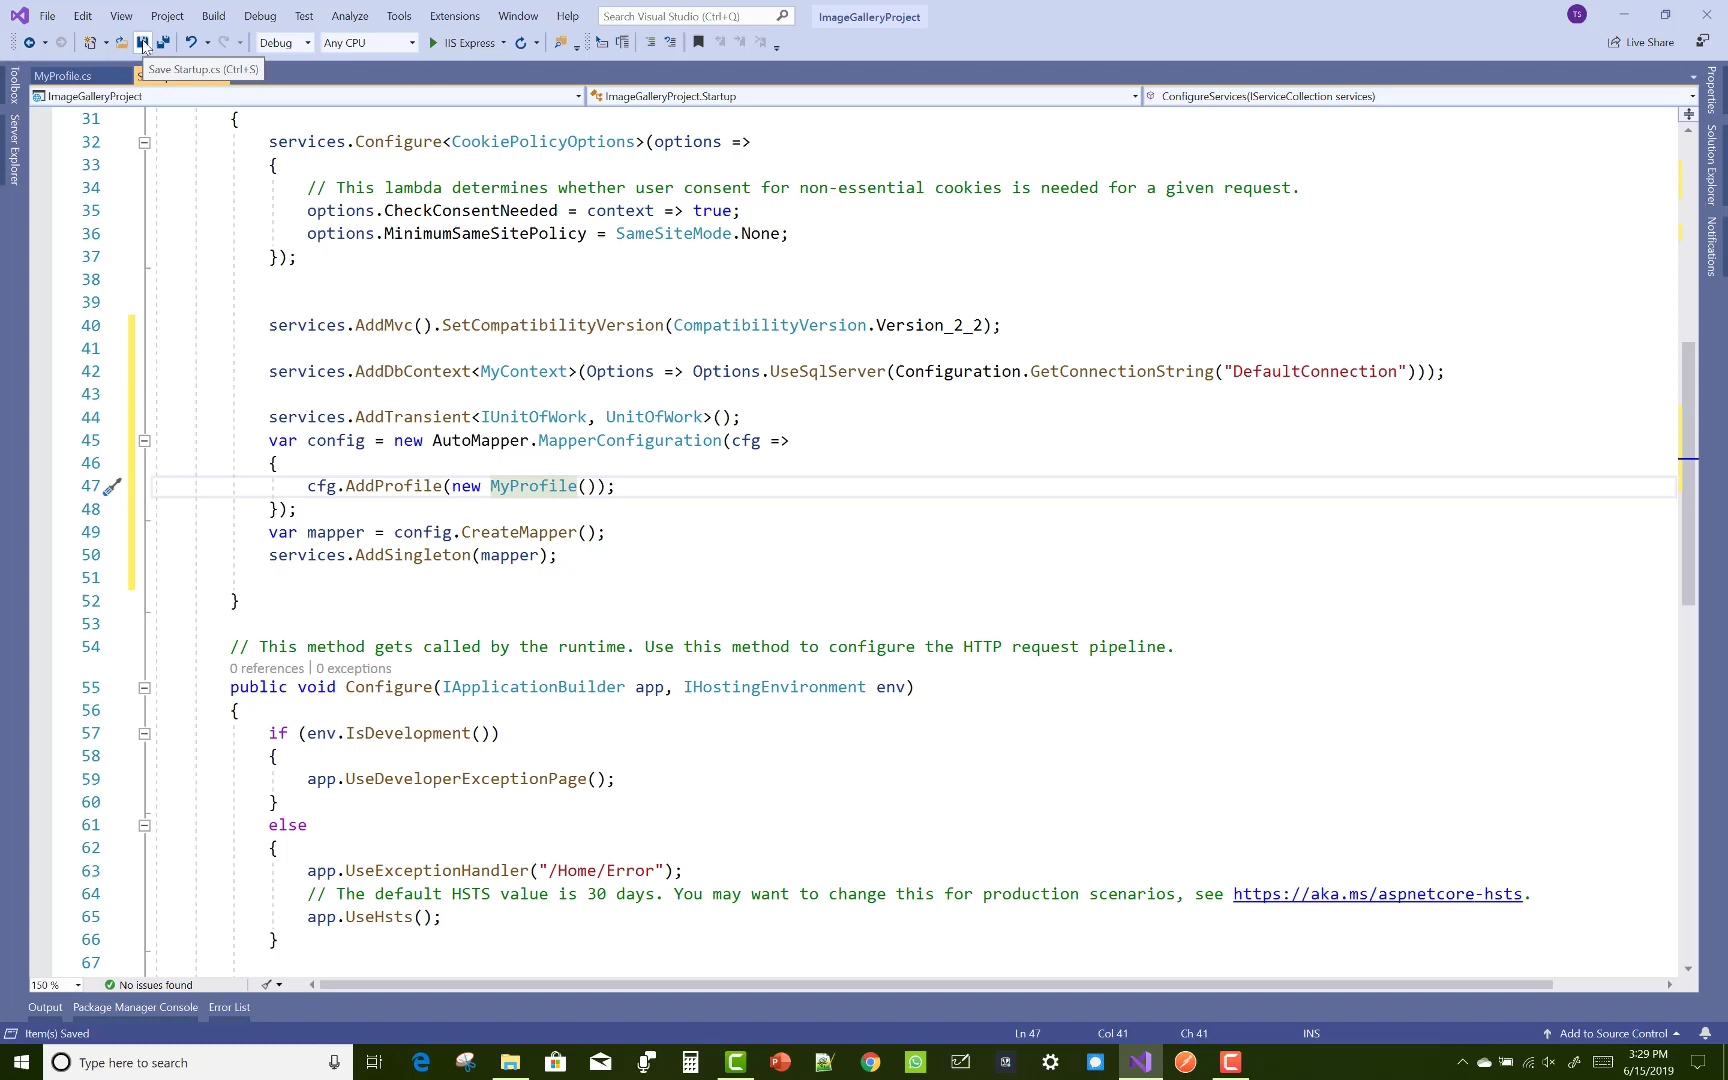 File Edit View Project Build Debug Test Analyze Tools Extensions Window Help Search Visual Studio (Ctrl+Q) ImageGalleryProject TS
Debug Any CPU IIS Express Live Share
Save Startup.cs (Ctrl+S)
MyProfile.cs
ImageGalleryProject ImageGalleryProject.Startup ConfigureServices(IServiceCollection services)
Toolbox
Server Explorer
Properties
Solution Explorer
Notifications
31 {
32 services.Configure<CookiePolicyOptions>(options =>
33 {
34 // This lambda determines whether user consent for non-essential cookies is needed for a given request.
35 options.CheckConsentNeeded = context => true;
36 options.MinimumSameSitePolicy = SameSiteMode.None;
37 });
38
39
40 services.AddMvc().SetCompatibilityVersion(CompatibilityVersion.Version_2_2);
41
42 services.AddDbContext<MyContext>(Options => Options.UseSqlServer(Configuration.GetConnectionString("DefaultConnection")));
43
44 services.AddTransient<IUnitOfWork, UnitOfWork>();
45 var config = new AutoMapper.MapperConfiguration(cfg =>
46 {
47 cfg.AddProfile(new MyProfile());
48 });
49 var mapper = config.CreateMapper();
50 services.AddSingleton(mapper);
51
52 }
53
54 // This method gets called by the runtime. Use this method to configure the HTTP request pipeline.
0 references | 0 exceptions
55 public void Configure(IApplicationBuilder app, IHostingEnvironment env)
56 {
57 if (env.IsDevelopment())
58 {
59 app.UseDeveloperExceptionPage();
60 }
61 else
62 {
63 app.UseExceptionHandler("/Home/Error");
64 // The default HSTS value is 30 days. You may want to change this for production scenarios, see https://aka.ms/aspnetcore-hsts.
65 app.UseHsts();
66 }
67
150 % No issues found
Output Package Manager Console Error List
Item(s) Saved Ln 47 Col 41 Ch 41 INS Add to Source Control
Type here to search 3:29 PM
6/15/2019